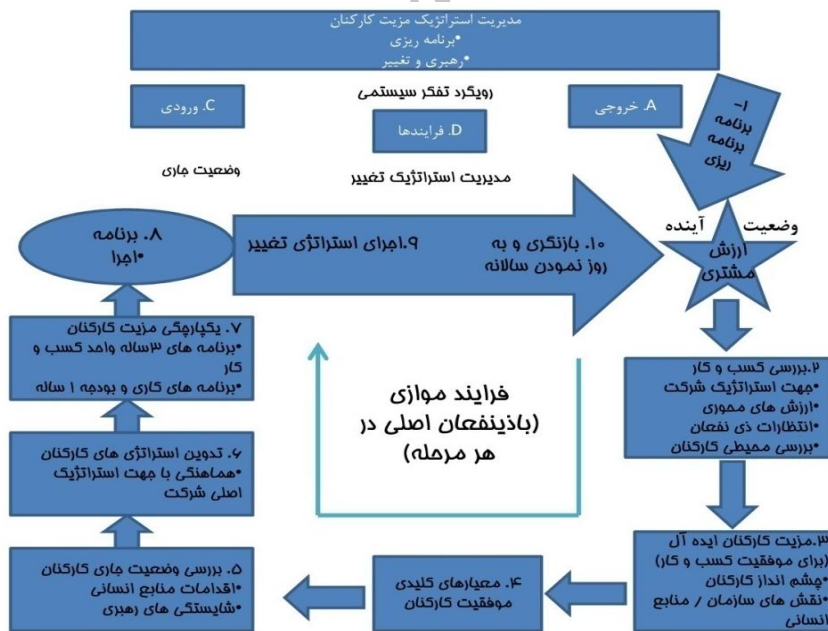 مدیریت استراتژیک مزیت کارکنان
•برنامه ریزی
•رهبری و تغییر
رویکرد تفکر سیستمی
A. خروجی
D. فرایندها
C. ورودی
۱-
برنامه
برنامه
ریزی
مدیریت استراتژیک تغییر
وضعیت جاری
وضعیت آینده
ارزش
مشتری
۲.بررسی کسب و کار
•جهت استراتژیک شرکت
•ارزش های محوری
•انتظارات ذی نفعان
•بررسی محیطی کارکنان
۳.مزیت کارکنان ایده آل
(برای موفقیت کسب و کار)
•چشم انداز کارکنان
•نقش های سازمان / منابع
انسانی
۴. معیارهای کلیدی
موفقیت کارکنان
۵. بررسی وضعیت جاری کارکنان
•اقدامات منابع انسانی
•شایستگی های رهبری
۶. تدوین استراتژی های کارکنان
•هماهنگی با جهت استراتژیک
اصلی شرکت
۷. یکپارچگی مزیت کارکنان
•برنامه های ۳ساله واحد کسب و
کار
•برنامه های کاری و بودجه ۱ ساله
۸. برنامه
•اجرا
۹.اجرای استراتژی تغییر
۱۰. بازنگری و به
روز نمودن سالانه
فرایند موازی
(باذینفعان اصلی در
هر مرحله)